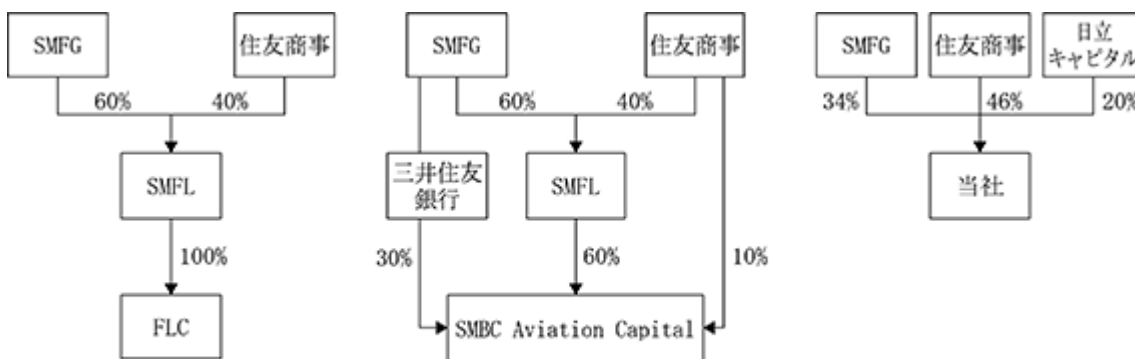 SMFG
住友商事
60%
40%
SMFL
100%
FLC
SMFG
住友商事
60%
40%
三井住友
銀行
SMFL
30%
60%
10%
SMBC Aviation Capital
SMFG
住友商事
日立
キャピタル
34%
46%
20%
当社